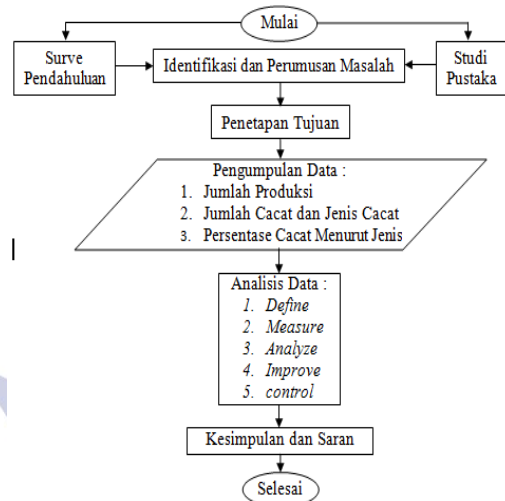 Mulai
Surve
Pendahuluan
Identifikasi dan Perumusan Masalah
Studi
Pustaka
Penetapan Tujuan
Pengumpulan Data :
1. Jumlah Produksi
2. Jumlah Cacat dan Jenis Cacat
3. Persentase Cacat Menurut Jenis
Analisis Data :
1. Define
2. Measure
3. Analyze
4. Improve
5. control
Kesimpulan dan Saran
Selesai